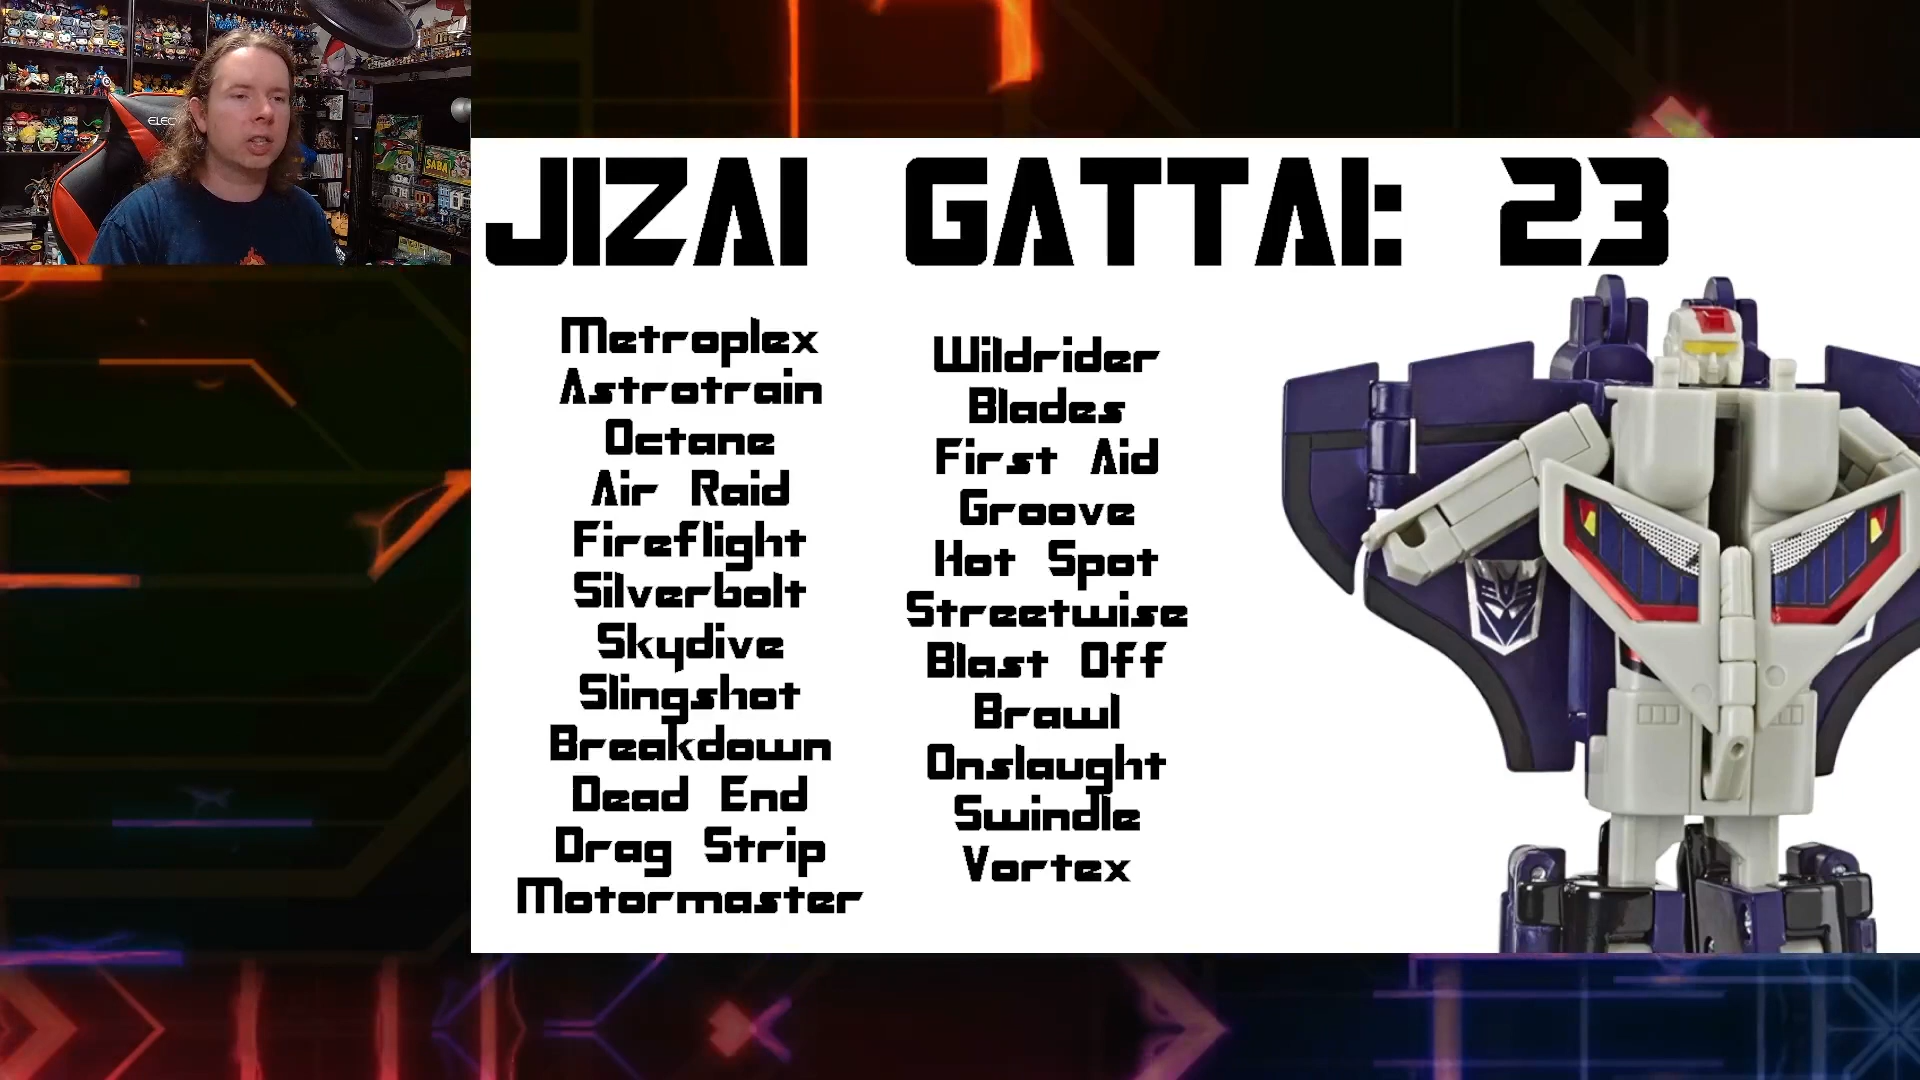 JIZAI GATTAI: 23
Metroplex
Astrotrain
Octane
Air Raid
Fireflight
Silverbolt
Skydive
Slingshot
Breakdown
Dead End
Drag Strip
Motormaster
Wildrider
Blades
First Aid
Groove
Hot Spot
Streetwise
Blast Off
Brawl
Onslaught
Swindle
Vortex
SABA